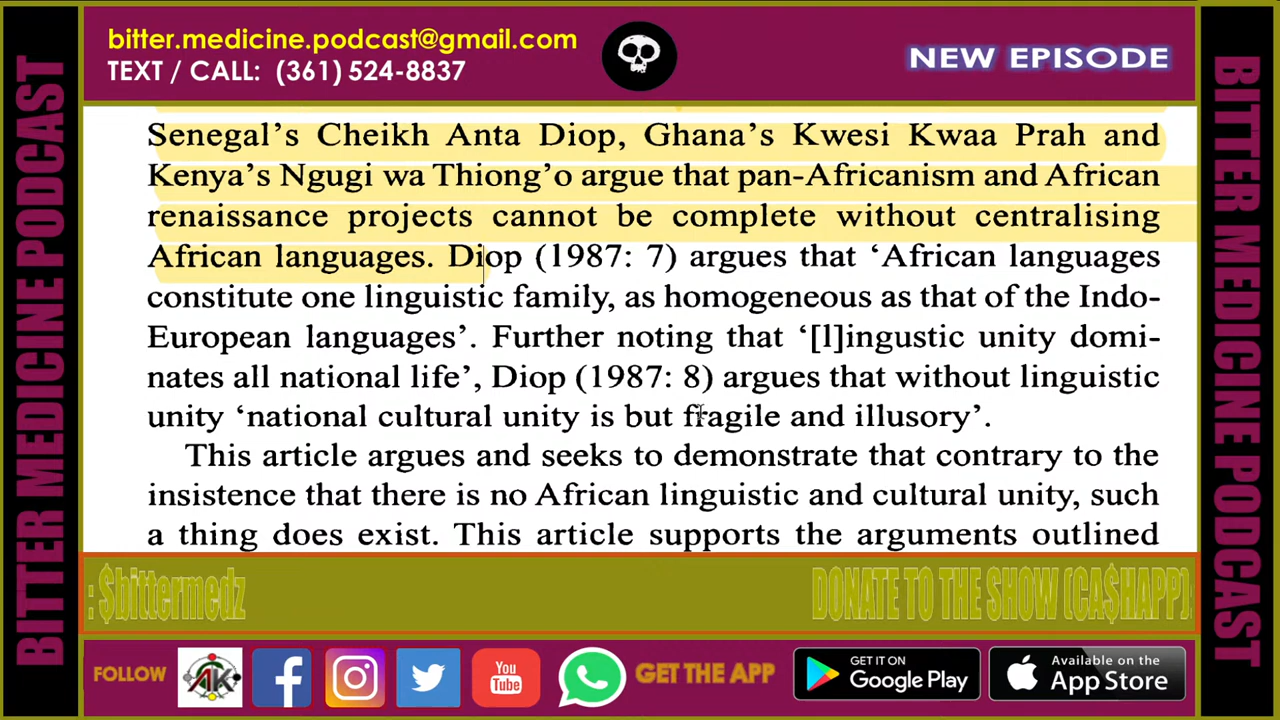 bitter.medicine.podcast@gmail.com
TEXT / CALL: (361) 524-8837
NEW EPISODE
BITTER MEDICINE PODCAST
Senegal's Cheikh Anta Diop, Ghana's Kwesi Kwaa Prah and
Kenya's Ngugi wa Thiong'o argue that pan-Africanism and African
renaissance projects cannot be complete without centralising
African languages. Diop (1987: 7) argues that 'African languages
constitute one linguistic family, as homogeneous as that of the Indo-
European languages'. Further noting that '[l]ingustic unity domi-
nates all national life', Diop (1987: 8) argues that without linguistic
unity 'national cultural unity is but fragile and illusory'.
This article argues and seeks to demonstrate that contrary to the
insistence that there is no African linguistic and cultural unity, such
a thing does exist. This article supports the arguments outlined
BITTER MEDICINE PODCAST
: $bittermedz
DONATE TO THE SHOW (CA$HAPP):
FOLLOW
AK
You
Tube
GET THE APP
GET IT ON
Google Play
Available on the
App Store